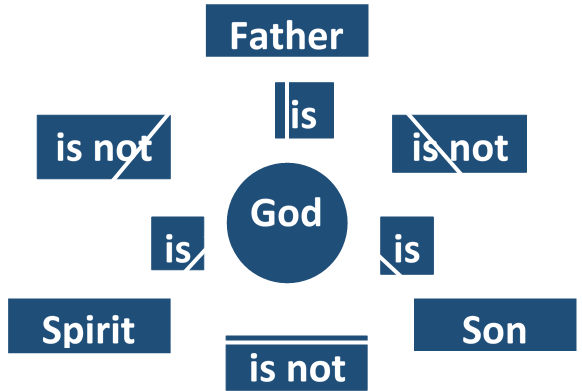 Father
is
is not
is not
God
is
is
Spirit
Son
is not